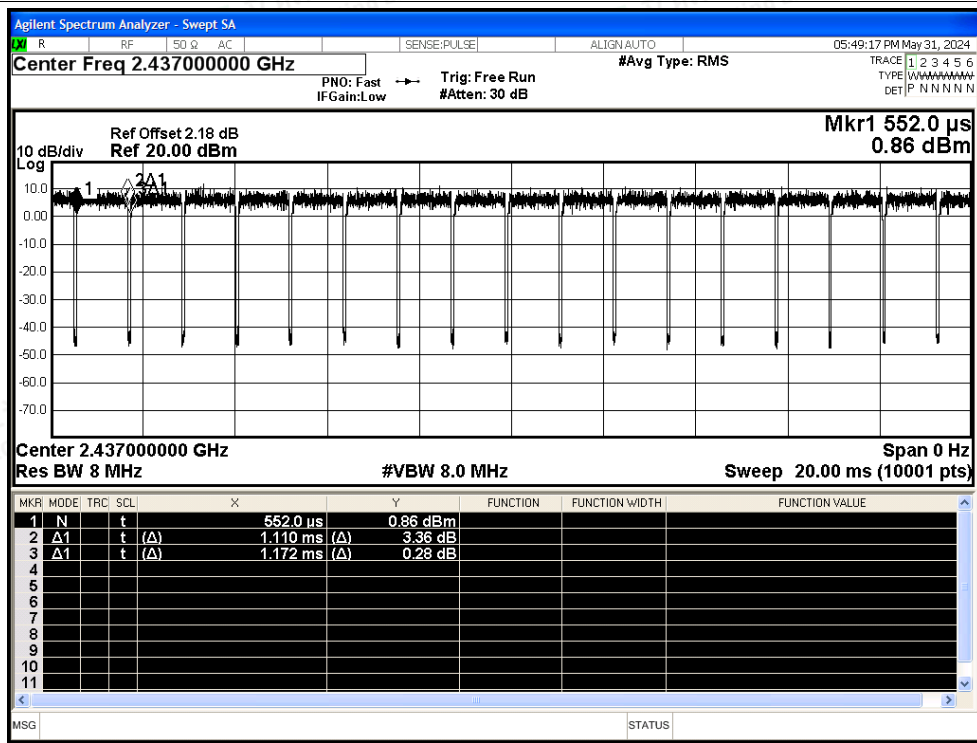 Agilent Spectrum Analyzer - Swept SA
LXI R RF 50 Ω AC SENSE:PULSE ALIGN AUTO 05:49:17 PM May 31, 2024
Center Freq 2.437000000 GHz #Avg Type: RMS TRACE 1 2 3 4 5 6
PNO: Fast Trig: Free Run TYPE WWWWWW
IFGain:Low #Atten: 30 dB DET P N N N N N
Mkr1 552.0 µs
Ref Offset 2.18 dB
10 dB/div Ref 20.00 dBm 0.86 dBm
Log
10.0 1 2Δ1
3Δ1
0.00
-10.0
-20.0
-30.0
-40.0
-50.0
-60.0
-70.0
Center 2.437000000 GHz Span 0 Hz
Res BW 8 MHz #VBW 8.0 MHz Sweep 20.00 ms (10001 pts)
MKR MODE TRC SCL X Y FUNCTION FUNCTION WIDTH FUNCTION VALUE
1 N t 552.0 µs 0.86 dBm
2 Δ1 t (Δ) 1.110 ms (Δ) 3.36 dB
3 Δ1 t (Δ) 1.172 ms (Δ) 0.28 dB
4
5
6
7
8
9
10
11
MSG STATUS